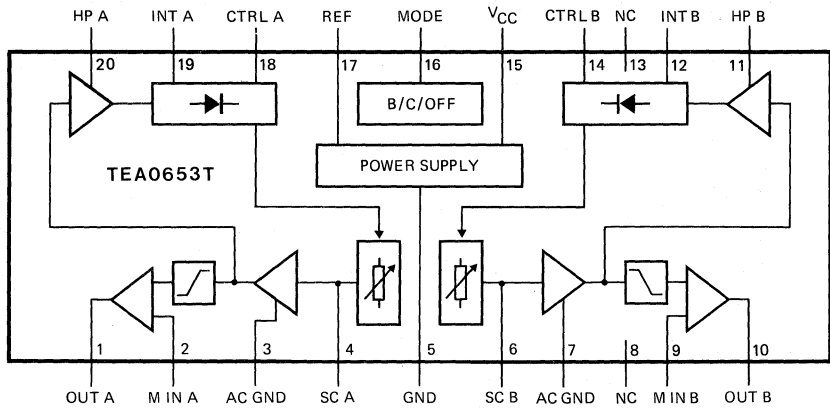 HP A INT A CTRL A REF MODE VCC CTRL B NC INT B HP B
20 19 18 17 16 15 14 13 12 11
B/C/OFF
POWER SUPPLY
TEA0653T
1 2 3 4 5 6 7 8 9 10
OUT A M IN A AC GND SC A GND SC B AC GND NC M IN B OUT B